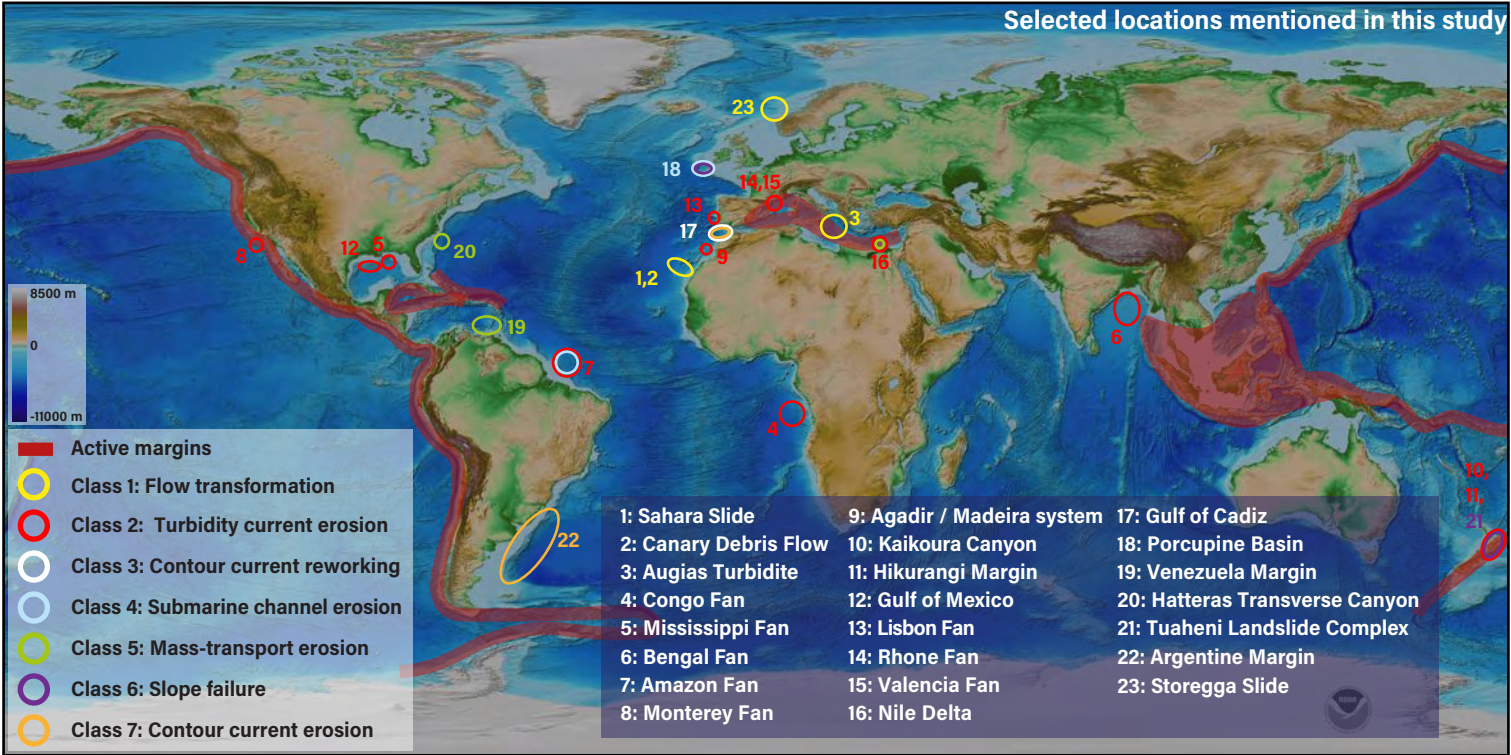 Selected locations mentioned in this study
23
18
14,15
13
3
17
12
5
8
20
9
16
1,2
8500 m
0
-11000 m
19
6
7
4
Active margins
Class 1: Flow transformation
Class 2: Turbidity current erosion
Class 3: Contour current reworking
Class 4: Submarine channel erosion
Class 5: Mass-transport erosion
Class 6: Slope failure
Class 7: Contour current erosion
22
10,
11,
21
1: Sahara Slide
2: Canary Debris Flow
3: Augias Turbidite
4: Congo Fan
5: Mississippi Fan
6: Bengal Fan
7: Amazon Fan
8: Monterey Fan
9: Agadir / Madeira system
10: Kaikoura Canyon
11: Hikurangi Margin
12: Gulf of Mexico
13: Lisbon Fan
14: Rhone Fan
15: Valencia Fan
16: Nile Delta
17: Gulf of Cadiz
18: Porcupine Basin
19: Venezuela Margin
20: Hatteras Transverse Canyon
21: Tuaheni Landslide Complex
22: Argentine Margin
23: Storegga Slide